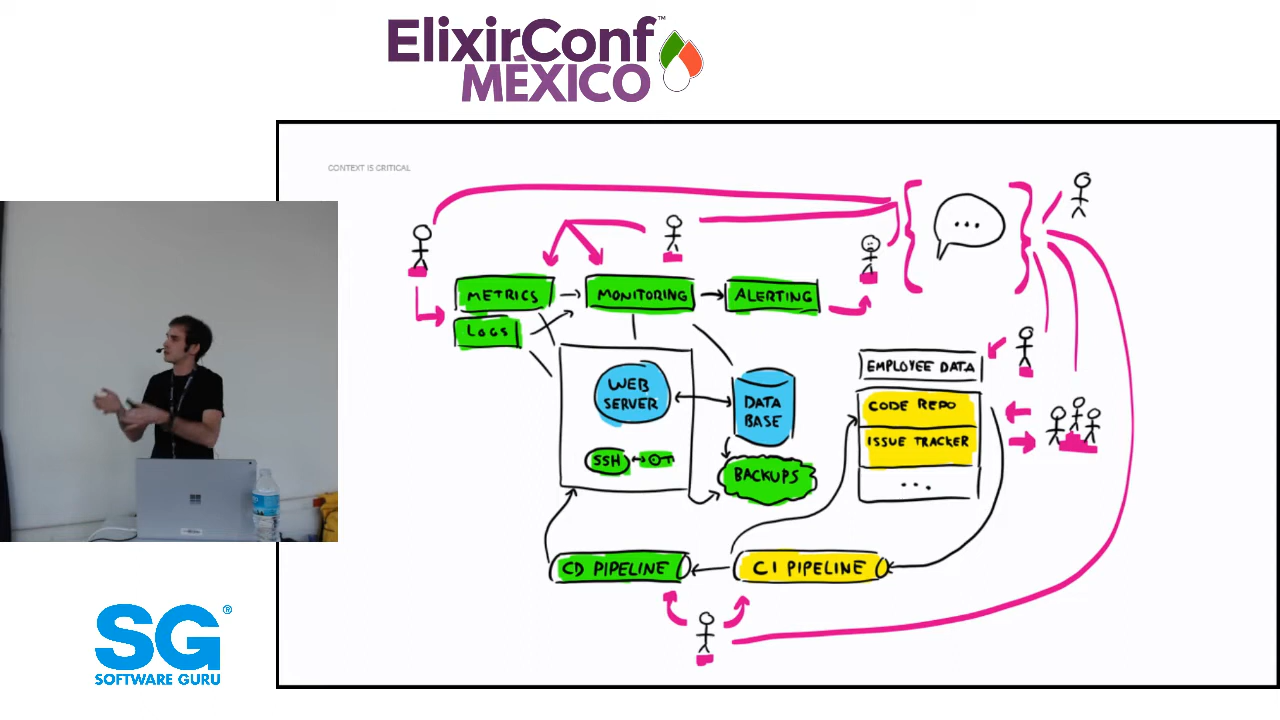 ElixirConf™
MÉXICO
CONTEXT IS CRITICAL
...
METRICS
MONITORING
ALERTING
LOGS
EMPLOYEE DATA
WEB
SERVER
DATA
BASE
CODE REPO
ISSUE TRACKER
SSH
BACKUPS
...
CD PIPELINE
CI PIPELINE
SG®
SOFTWARE GURU